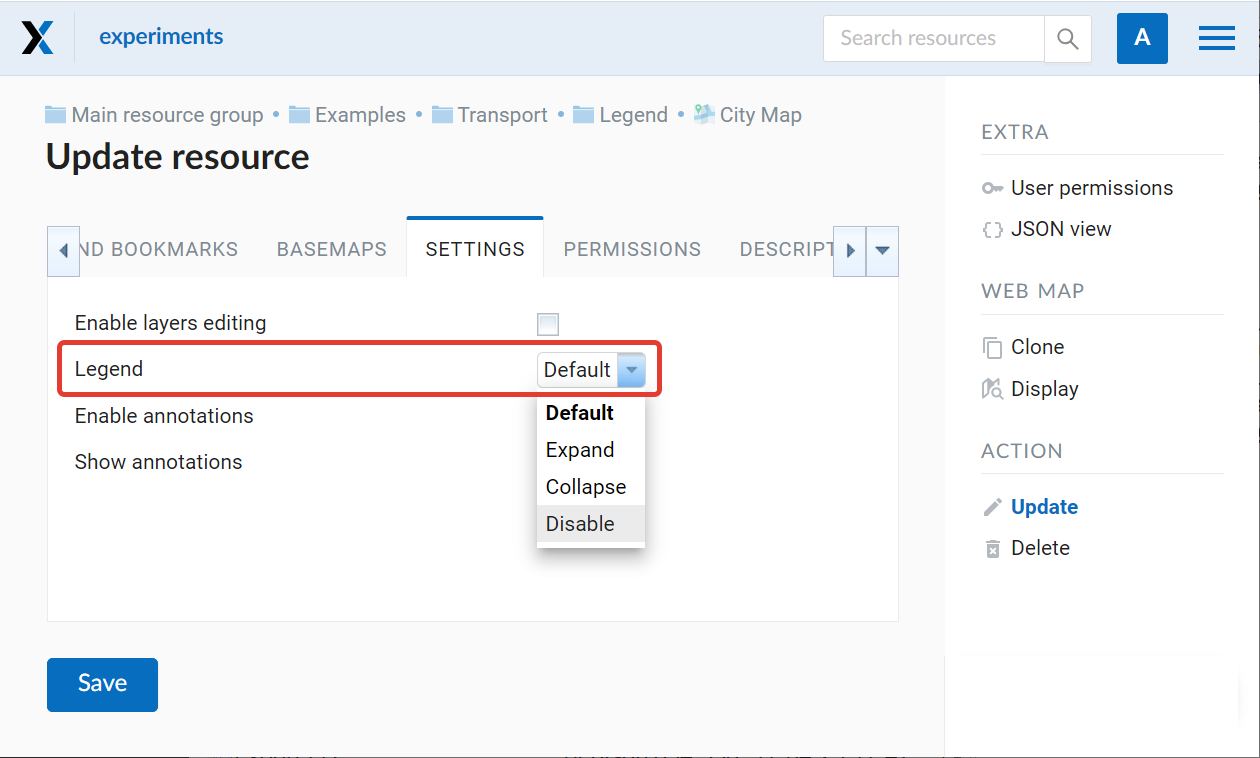 experiments
Search resources
A
Main resource group • Examples • Transport • Legend • City Map
Update resource
ND BOOKMARKS BASEMAPS SETTINGS PERMISSIONS DESCRIPT
Enable layers editing
Legend Default
Enable annotations
Show annotations
Default
Expand
Collapse
Disable
Save
EXTRA
User permissions
JSON view
WEB MAP
Clone
Display
ACTION
Update
Delete